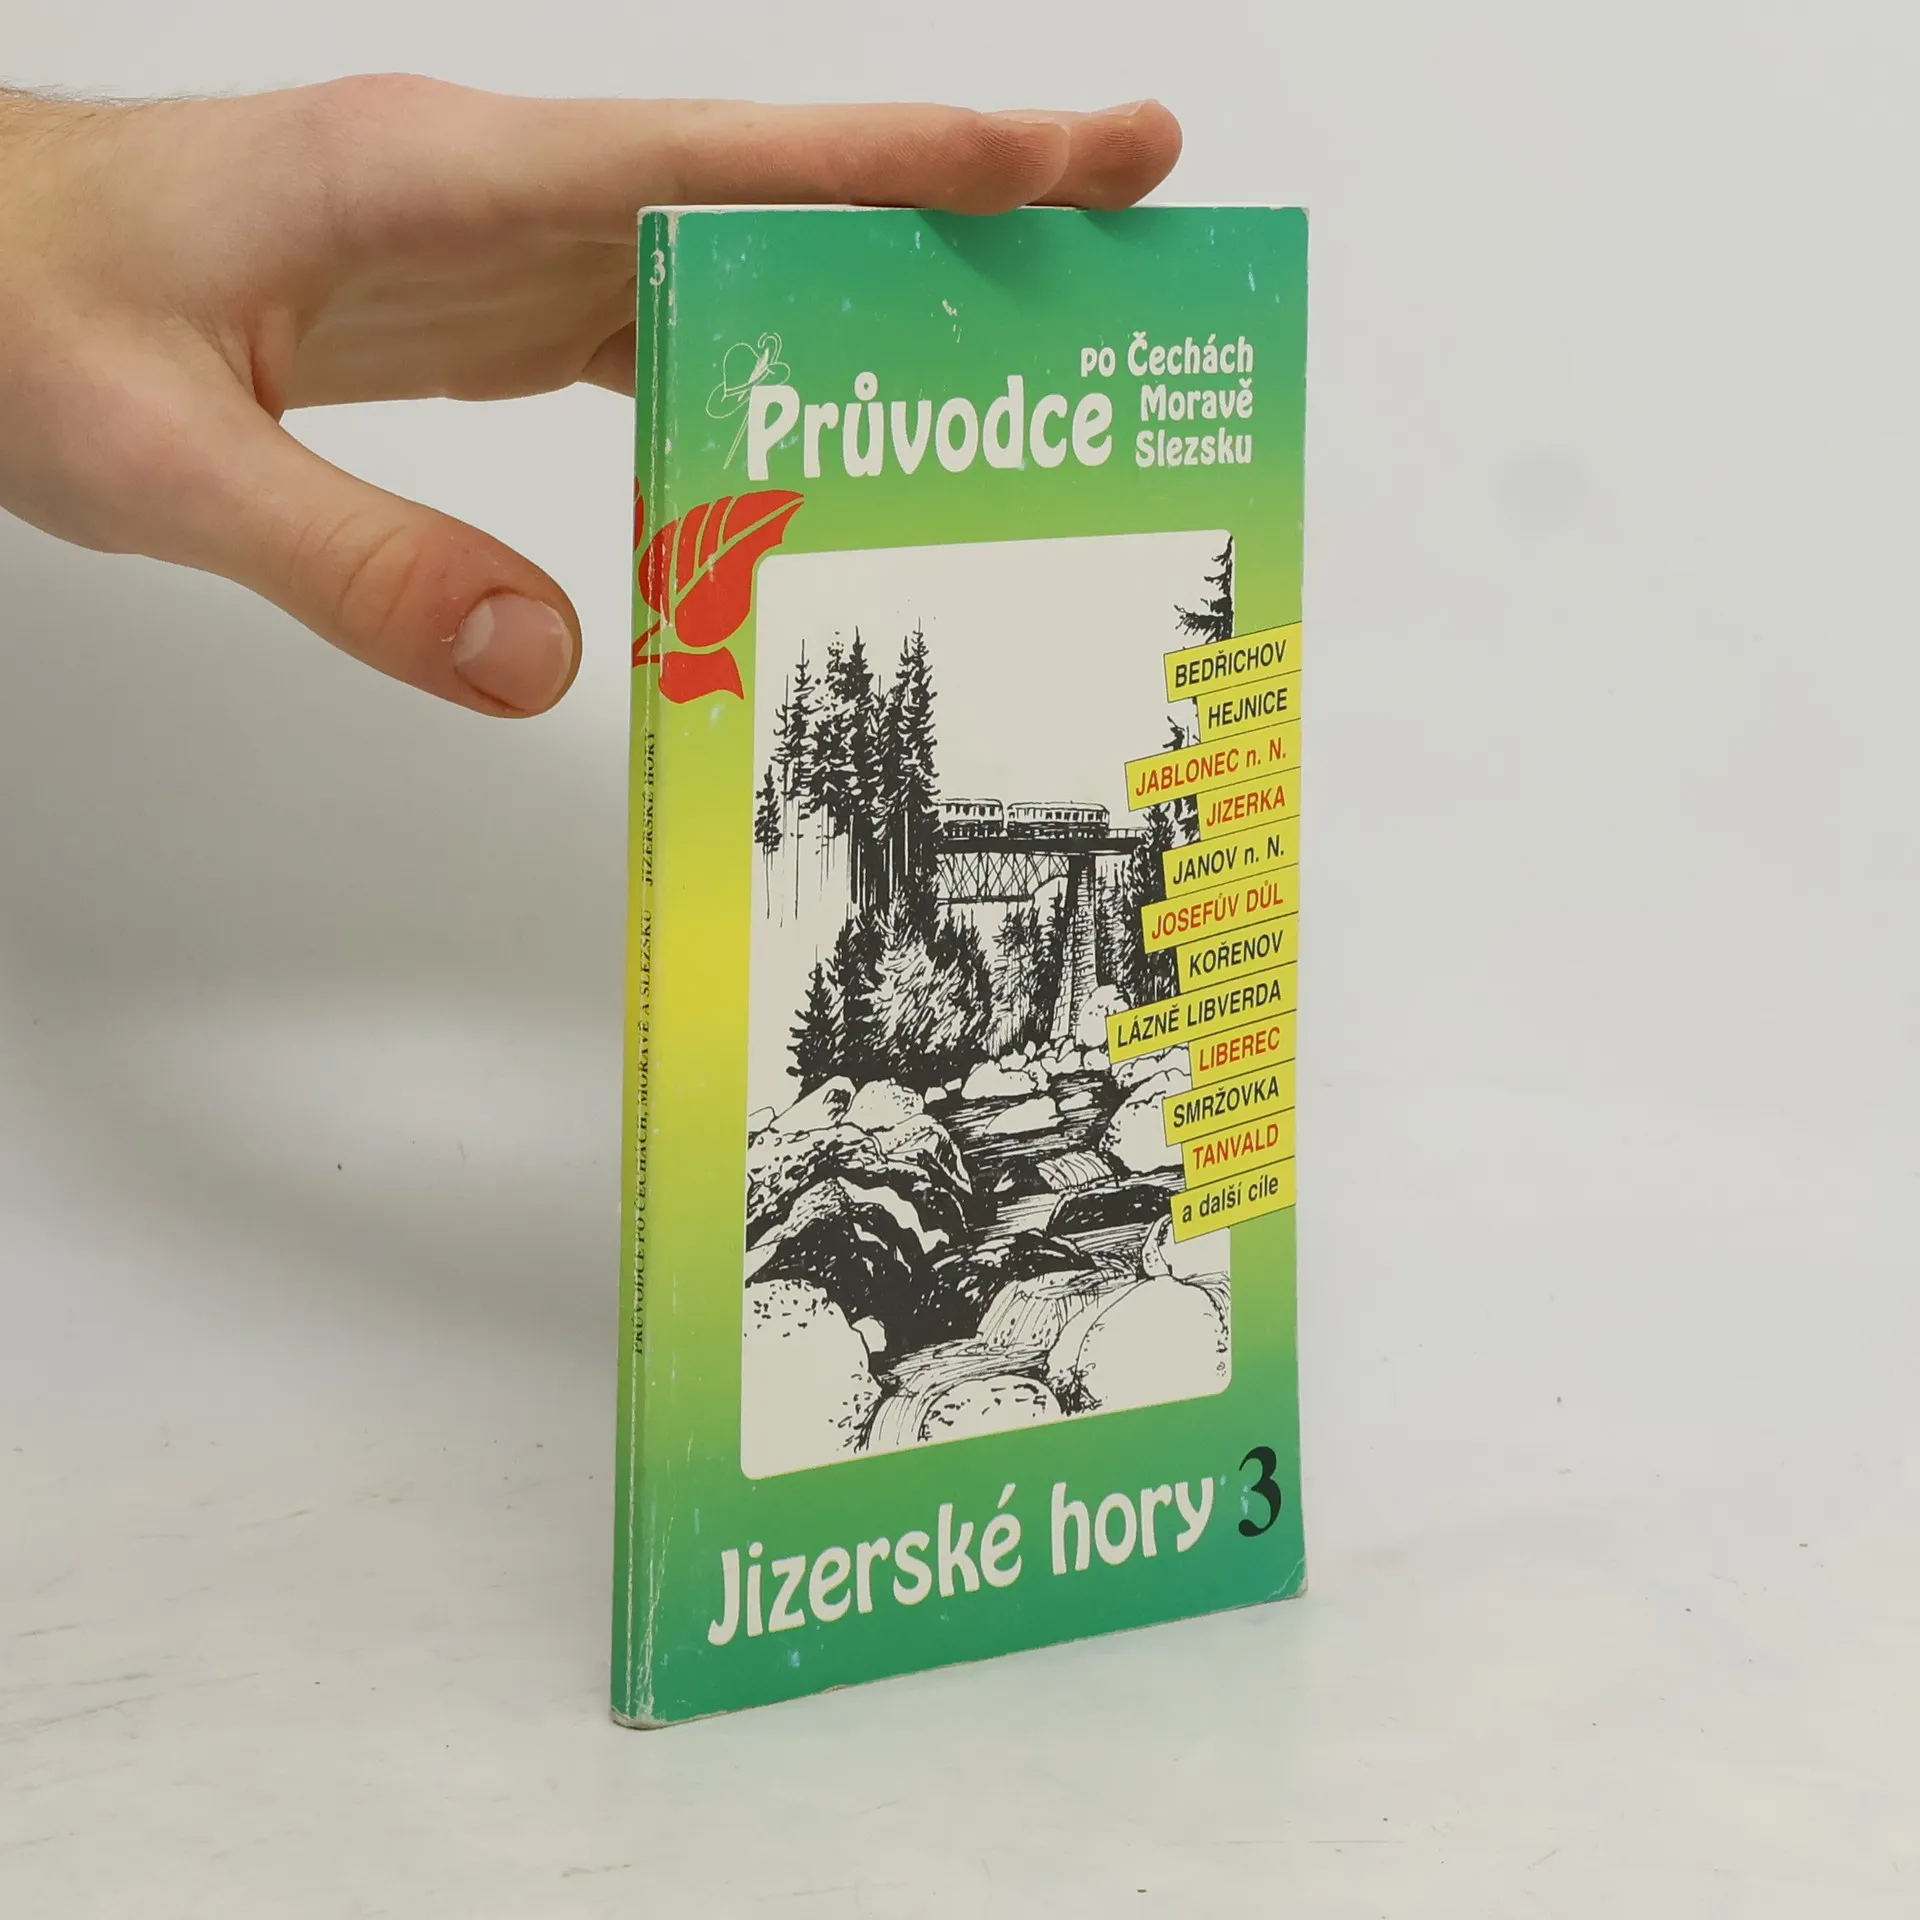 3
PRŮVODCE PO ČECHÁCH, MORAVĚ A SLEZSKU JIZERSKÉ HORY
Průvodce
po Čechách
Moravě
Slezsku
BEDŘICHOV
HEJNICE
JABLONEC n. N.
JIZERKA
JANOV n. N.
JOSEFŮV DŮL
KOŘENOV
LÁZNĚ LIBVERDA
LIBEREC
SMRŽOVKA
TANVALD
a další cíle
Jizerské hory 3